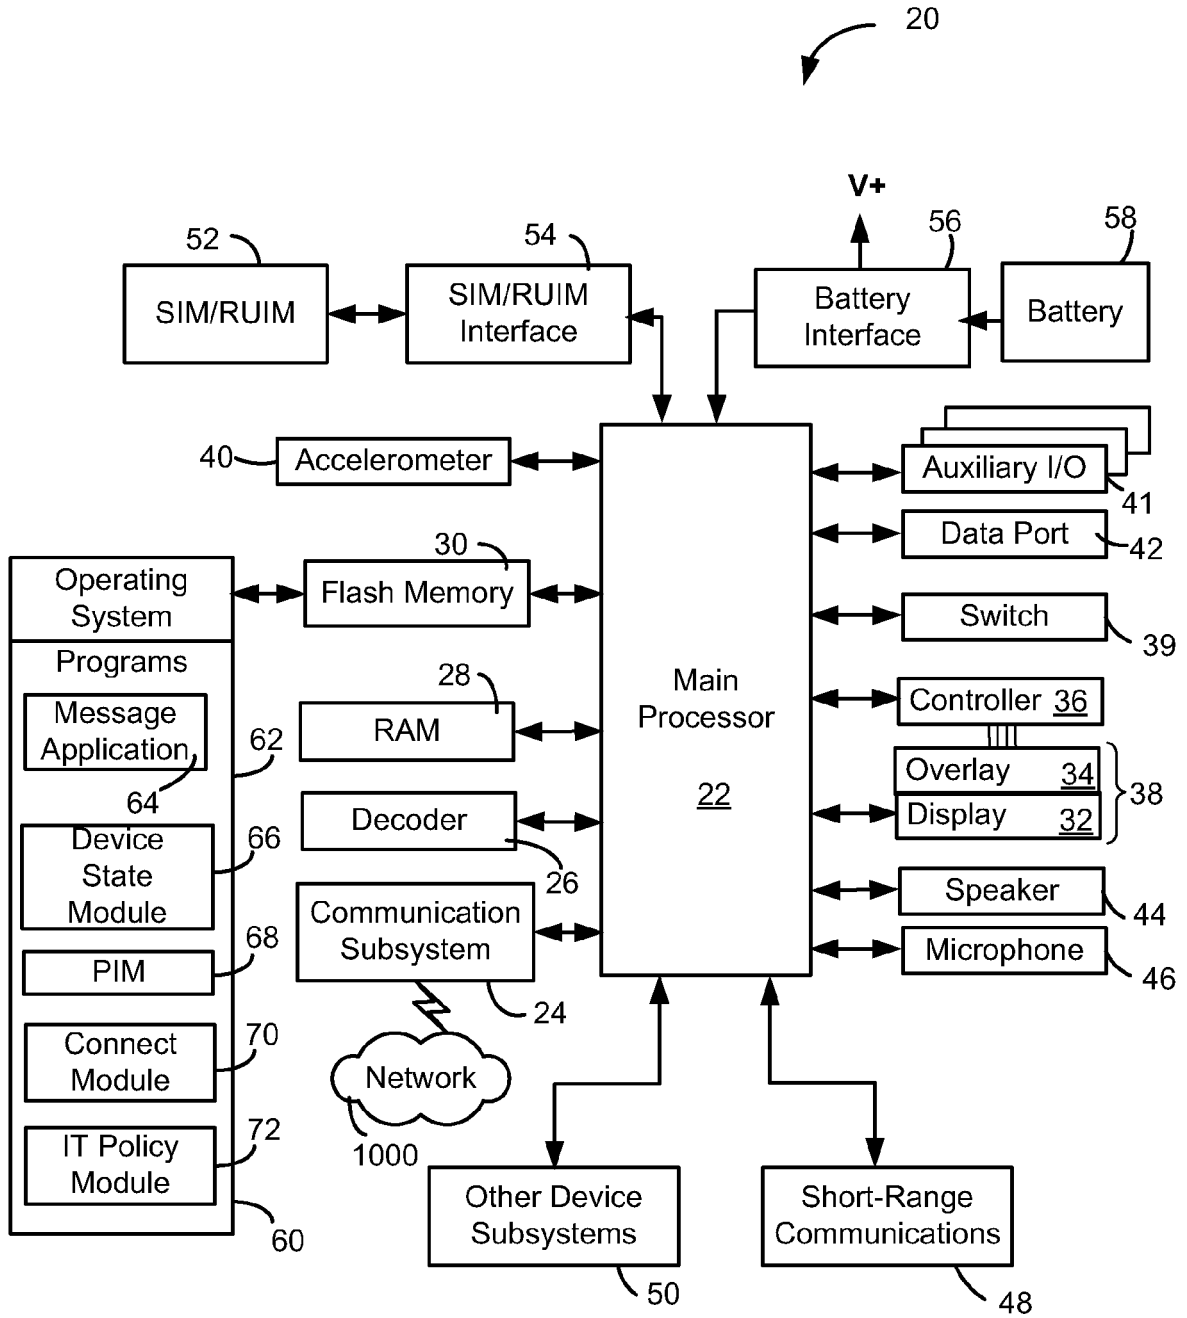 20
V+
52
54
56
58
SIM/RUIM
SIM/RUIM
Interface
Battery
Interface
Battery
40
Accelerometer
Auxiliary I/O
41
30
Flash Memory
Data Port
42
Operating
System
Switch
39
Programs
Message
Application
64
62
28
RAM
Main
Processor
22
Controller 36
Overlay 34
Display 32
38
Device
State
Module
66
Decoder
26
Communication
Subsystem
24
Speaker
44
Microphone
46
PIM
68
Connect
Module
70
Network
1000
IT Policy
Module
72
60
Other Device
Subsystems
50
Short-Range
Communications
48